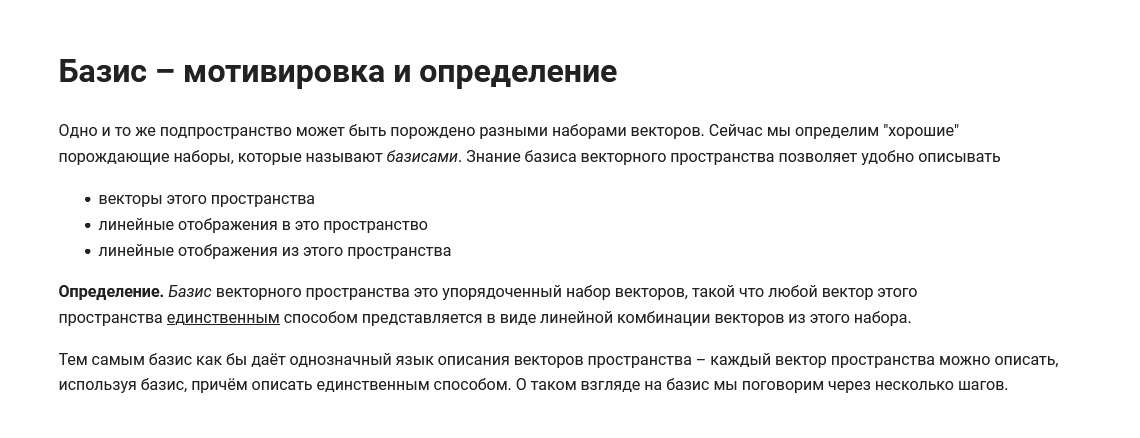 Базис – мотивировка и определение
Одно и то же подпространство может быть порождено разными наборами векторов. Сейчас мы определим "хорошие"
порождающие наборы, которые называют базисами. Знание базиса векторного пространства позволяет удобно описывать
• векторы этого пространства
• линейные отображения в это пространство
• линейные отображения из этого пространства
Определение. Базис векторного пространства это упорядоченный набор векторов, такой что любой вектор этого
пространства единственным способом представляется в виде линейной комбинации векторов из этого набора.
Тем самым базис как бы даёт однозначный язык описания векторов пространства – каждый вектор пространства можно описать,
используя базис, причём описать единственным способом. О таком взгляде на базис мы поговорим через несколько шагов.